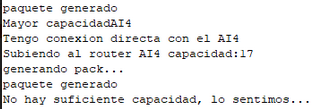 paquete generado
Mayor capacidadAI4
Tengo conexion directa con el AI4
Subiendo al router AI4 capacidad:17
generando pack...
paquete generado
No hay suficiente capacidad, lo sentimos...